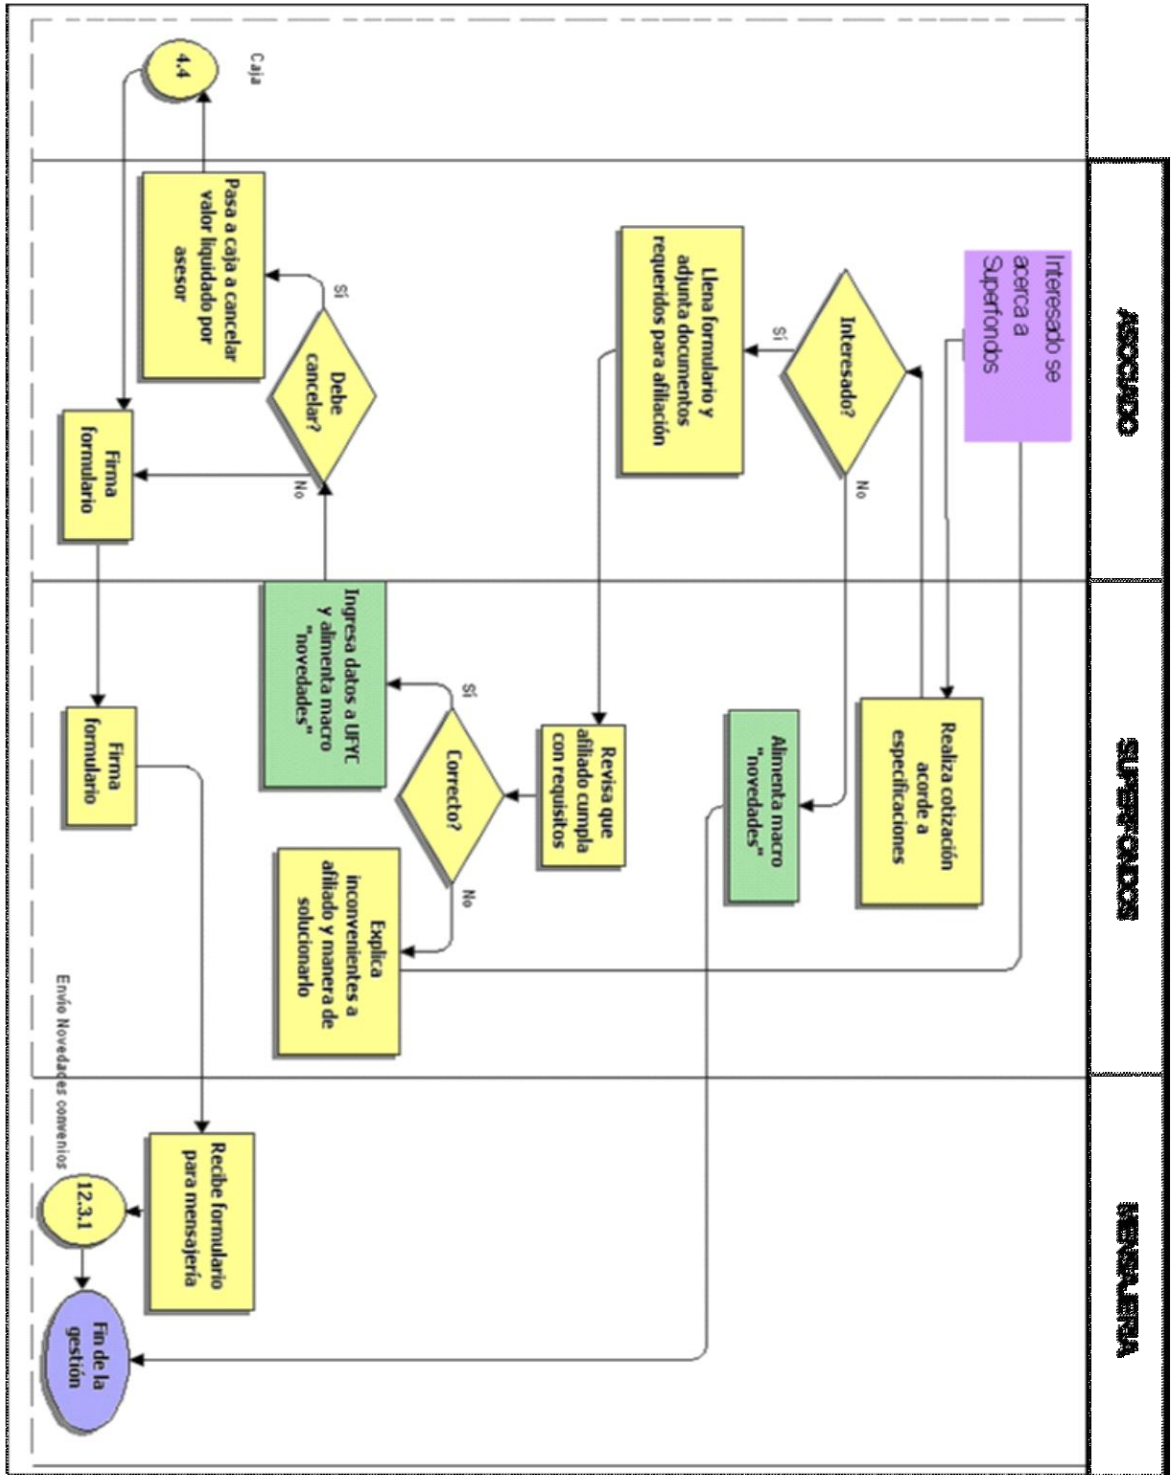 ASOCIADO
SUPERFONDOS
MENSAJERIA
Interesado se
acerca a
Superfondos
Realiza cotización
acorde a
especificaciones
Interesado?
No
Sí
Alimenta macro
"novedades"
Llena formulario y
adjunta documentos
requeridos para afiliación
Revisa que
afiliado cumpla
con requisitos
Correcto?
Sí
No
Explica
inconvenientes a
afiliado y manera de
solucionarlo
Ingresa datos a UFYC
y alimenta macro
"novedades"
Debe
cancelar?
Sí
No
Pasa a caja a cancelar
valor liquidado por
asesor
Caja
4.4
Firma
formulario
Firma
formulario
Recibe formulario
para mensajería
Envío Novedades convenios
12.3.1
Fin de la
gestión